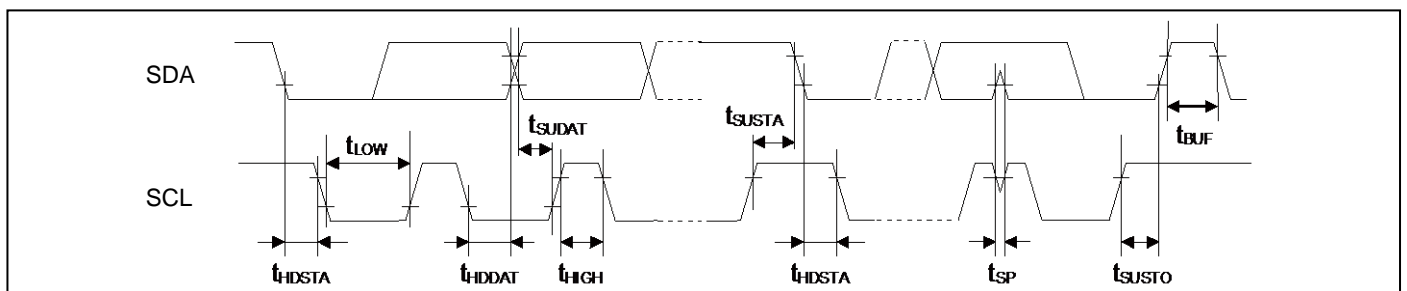 SDA
tSUDAT
tSUSTA
tBUF
tLOW
SCL
tHDSTA
tHDDAT
tHIGH
tHDSTA
tSP
tSUSTO